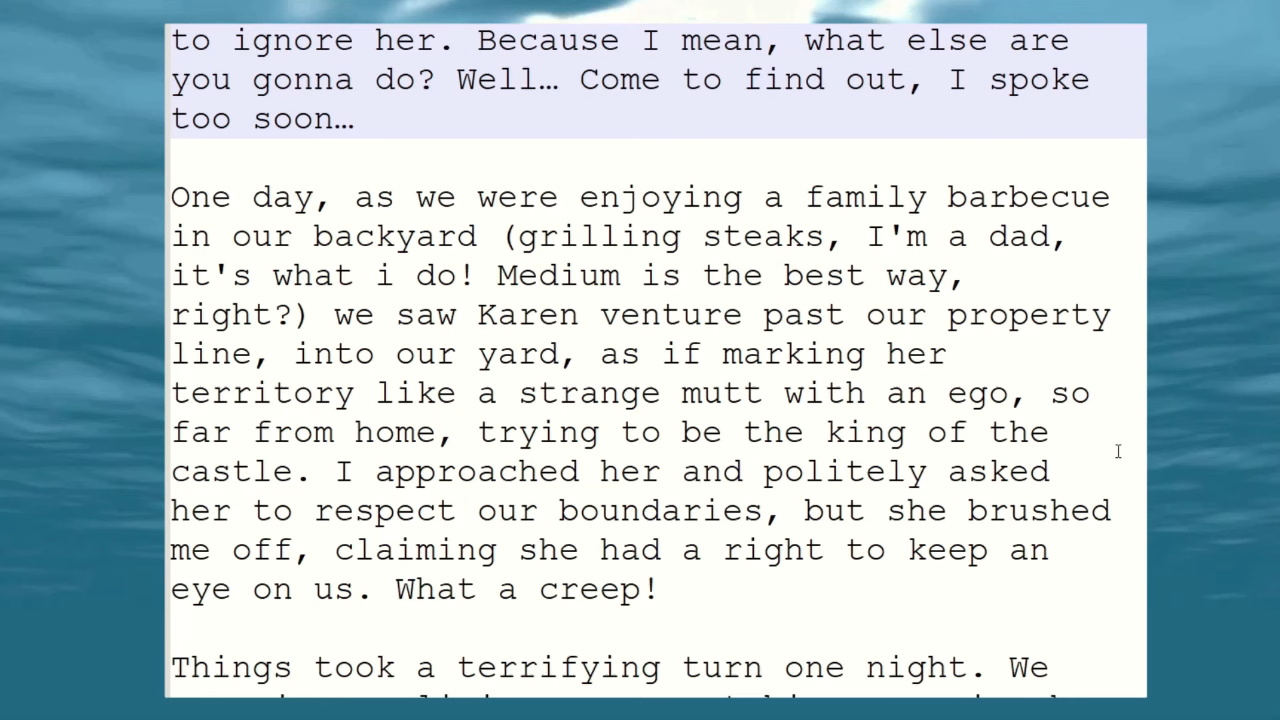 to ignore her. Because I mean, what else are
you gonna do? Well… Come to find out, I spoke
too soon…
One day, as we were enjoying a family barbecue
in our backyard (grilling steaks, I'm a dad,
it's what i do! Medium is the best way,
right?) we saw Karen venture past our property
line, into our yard, as if marking her
territory like a strange mutt with an ego, so
far from home, trying to be the king of the
castle. I approached her and politely asked
her to respect our boundaries, but she brushed
me off, claiming she had a right to keep an
eye on us. What a creep!
Things took a terrifying turn one night. We